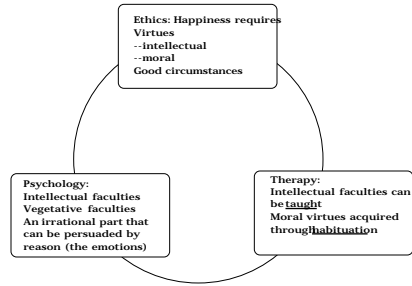 Ethics: Happiness requires
Virtues
--intellectual
--moral
Good circumstances
Psychology:
Intellectual faculties
Vegetative faculties
An irrational part that
can be persuaded by
reason (the emotions)
Therapy:
Intellectual faculties can
be taught
Moral virtues acquired
through habituation